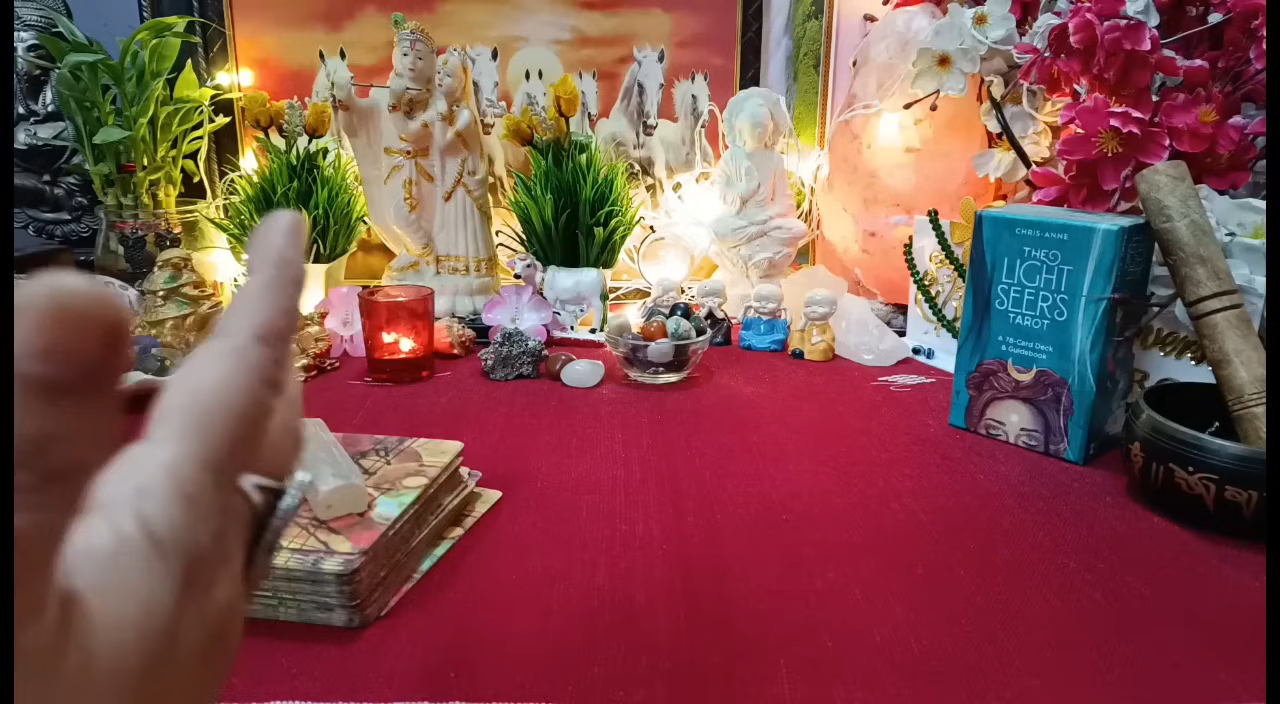 CHRIS-ANNE
THE
LIGHT
SEER'S
TAROT
A 78-Card Deck
& Guidebook